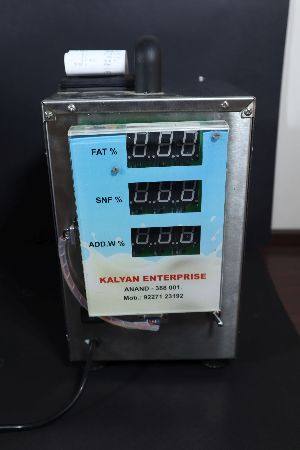 FAT %
SNF %
ADD.W %
KALYAN ENTERPRISE
ANAND - 388 001.
Mob.: 92271 23192